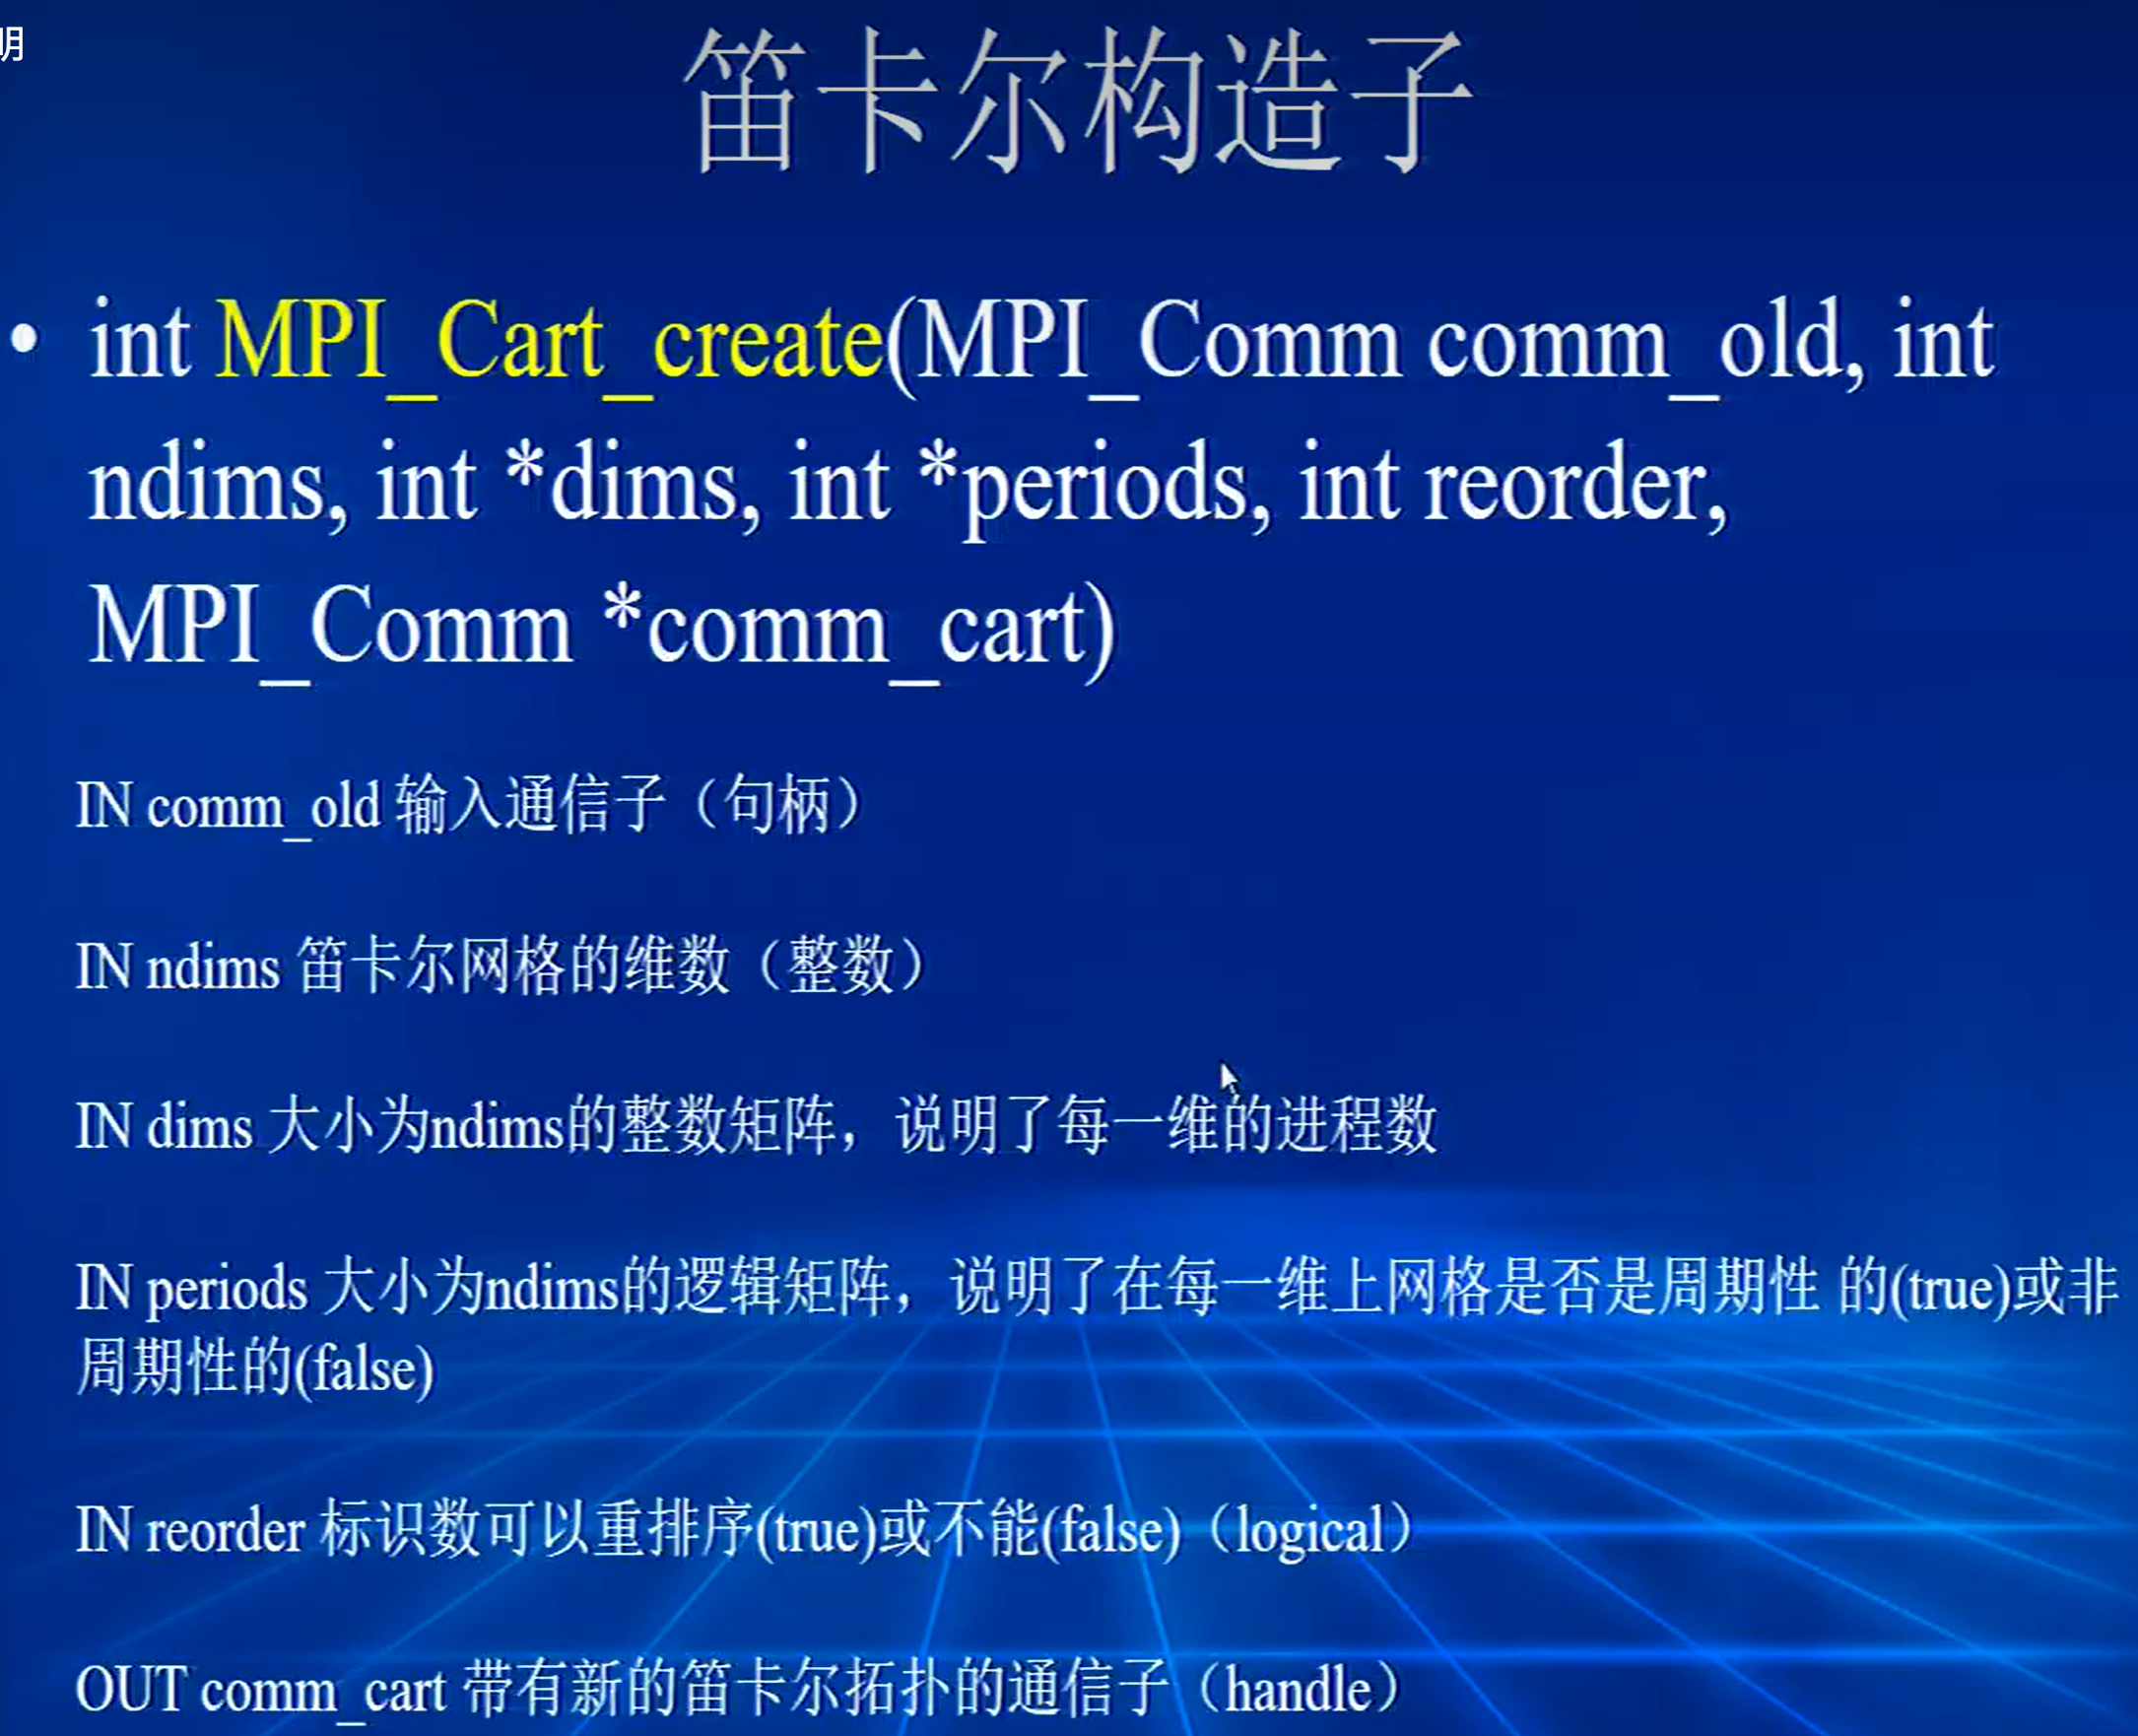 明
笛卡尔构造子
• int MPI_Cart_create(MPI_Comm comm_old, int
ndims, int *dims, int *periods, int reorder,
MPI_Comm *comm_cart)
IN comm_old 输入通信子（句柄）
IN ndims 笛卡尔网格的维数（整数）
IN dims 大小为ndims的整数矩阵，说明了每一维的进程数
IN periods 大小为ndims的逻辑矩阵，说明了在每一维上网格是否是周期性 的(true)或非
周期性的(false)
IN reorder 标识数可以重排序(true)或不能(false)（logical）
OUT comm_cart 带有新的笛卡尔拓扑的通信子（handle）